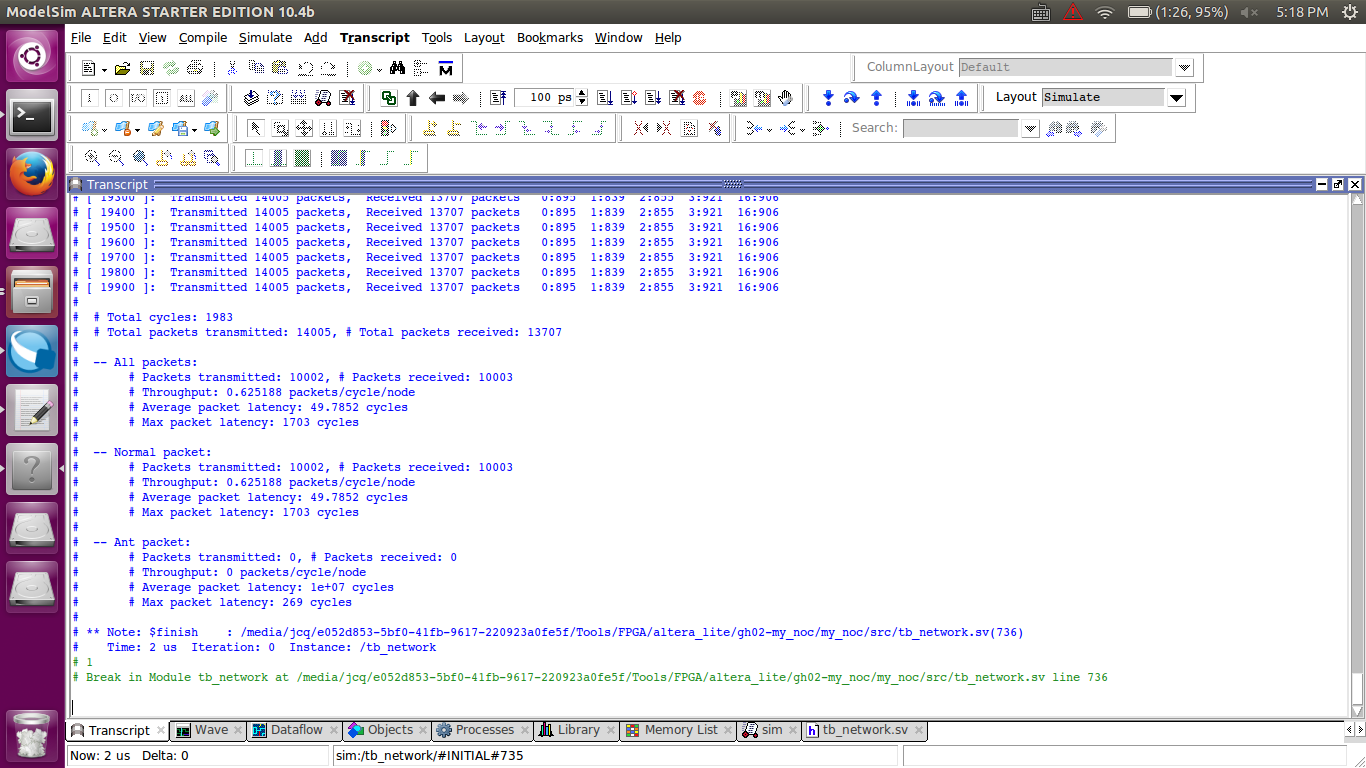 ModelSim ALTERA STARTER EDITION 10.4b (1:26, 95%) 5:18 PM
File Edit View Compile Simulate Add Transcript Tools Layout Bookmarks Window Help
ColumnLayout Default
100 ps Layout Simulate
Search:
Transcript
# [ 19300 ]: Transmitted 14005 packets, Received 13707 packets 0:895 1:839 2:855 3:921 16:906
# [ 19400 ]: Transmitted 14005 packets, Received 13707 packets 0:895 1:839 2:855 3:921 16:906
# [ 19500 ]: Transmitted 14005 packets, Received 13707 packets 0:895 1:839 2:855 3:921 16:906
# [ 19600 ]: Transmitted 14005 packets, Received 13707 packets 0:895 1:839 2:855 3:921 16:906
# [ 19700 ]: Transmitted 14005 packets, Received 13707 packets 0:895 1:839 2:855 3:921 16:906
# [ 19800 ]: Transmitted 14005 packets, Received 13707 packets 0:895 1:839 2:855 3:921 16:906
# [ 19900 ]: Transmitted 14005 packets, Received 13707 packets 0:895 1:839 2:855 3:921 16:906
#
# # Total cycles: 1983
# # Total packets transmitted: 14005, # Total packets received: 13707
#
# -- All packets:
# # Packets transmitted: 10002, # Packets received: 10003
# # Throughput: 0.625188 packets/cycle/node
# # Average packet latency: 49.7852 cycles
# # Max packet latency: 1703 cycles
#
# -- Normal packet:
# # Packets transmitted: 10002, # Packets received: 10003
# # Throughput: 0.625188 packets/cycle/node
# # Average packet latency: 49.7852 cycles
# # Max packet latency: 1703 cycles
#
# -- Ant packet:
# # Packets transmitted: 0, # Packets received: 0
# # Throughput: 0 packets/cycle/node
# # Average packet latency: 1e+07 cycles
# # Max packet latency: 269 cycles
#
# ** Note: $finish : /media/jcq/e052d853-5bf0-41fb-9617-220923a0fe5f/Tools/FPGA/altera_lite/gh02-my_noc/my_noc/src/tb_network.sv(736)
# Time: 2 us Iteration: 0 Instance: /tb_network
# 1
# Break in Module tb_network at /media/jcq/e052d853-5bf0-41fb-9617-220923a0fe5f/Tools/FPGA/altera_lite/gh02-my_noc/my_noc/src/tb_network.sv line 736
Transcript Wave Dataflow Objects Processes Library Memory List sim tb_network.sv
Now: 2 us Delta: 0 sim:/tb_network/#INITIAL#735